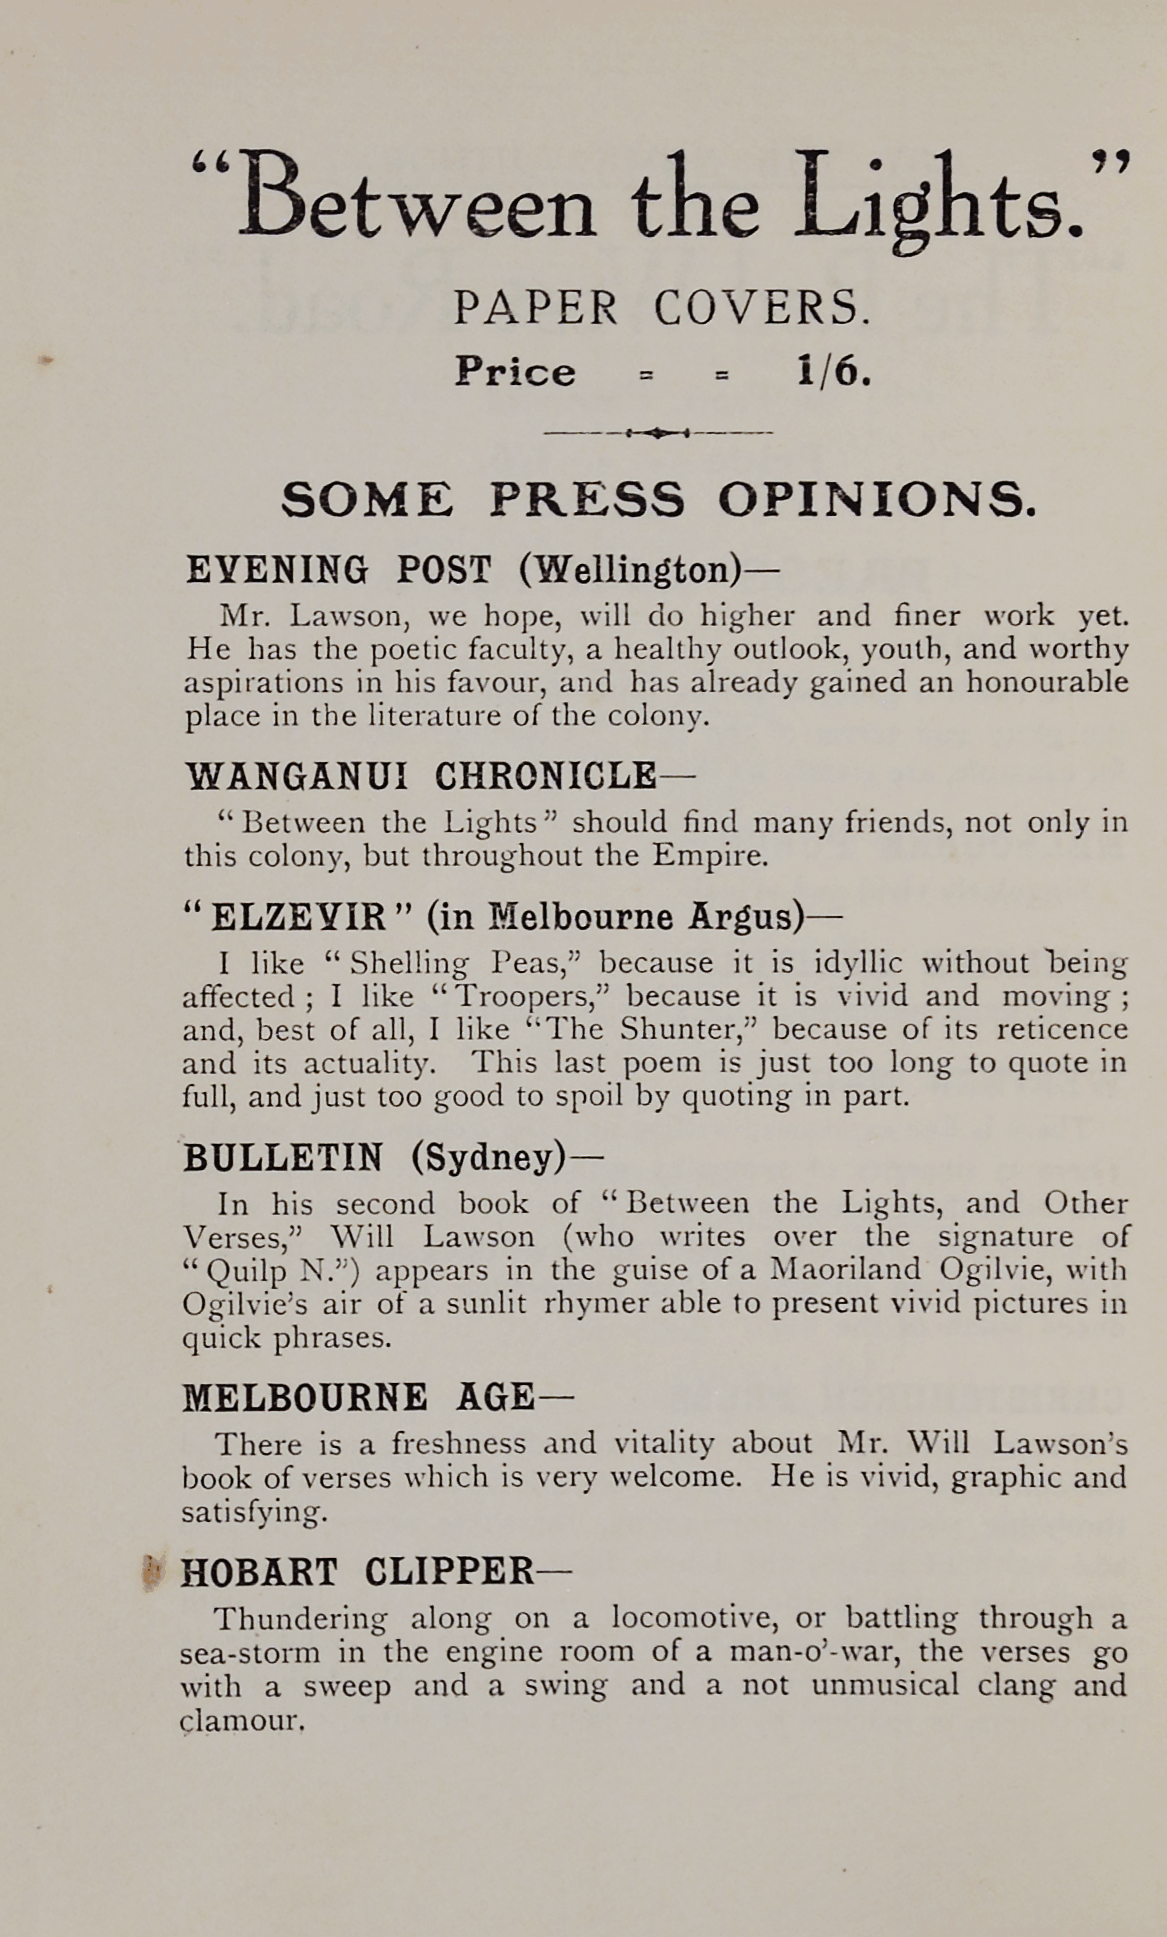 “Between the Lights.”
PAPER COVERS.
Price = = 1/6.
SOME PRESS OPINIONS.
EVENING POST (Wellington)—
Mr. Lawson, we hope, will do higher and finer work yet.
He has the poetic faculty, a healthy outlook, youth, and worthy
aspirations in his favour, and has already gained an honourable
place in the literature of the colony.
WANGANUI CHRONICLE—
“Between the Lights” should find many friends, not only in
this colony, but throughout the Empire.
“ELZEVIR” (in Melbourne Argus)—
I like “Shelling Peas,” because it is idyllic without being
affected ; I like “Troopers,” because it is vivid and moving ;
and, best of all, I like “The Shunter,” because of its reticence
and its actuality. This last poem is just too long to quote in
full, and just too good to spoil by quoting in part.
BULLETIN (Sydney)—
In his second book of “Between the Lights, and Other
Verses,” Will Lawson (who writes over the signature of
“Quilp N.”) appears in the guise of a Maoriland Ogilvie, with
Ogilvie’s air of a sunlit rhymer able to present vivid pictures in
quick phrases.
MELBOURNE AGE—
There is a freshness and vitality about Mr. Will Lawson’s
book of verses which is very welcome. He is vivid, graphic and
satisfying.
HOBART CLIPPER—
Thundering along on a locomotive, or battling through a
sea-storm in the engine room of a man-o’-war, the verses go
with a sweep and a swing and a not unmusical clang and
clamour.